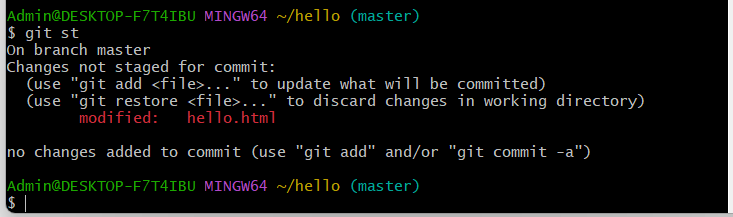 Admin@DESKTOP-F7T4IBU MINGW64 ~/hello (master)
$ git st
On branch master
Changes not staged for commit:
  (use "git add <file>..." to update what will be committed)
  (use "git restore <file>..." to discard changes in working directory)
        modified:   hello.html

no changes added to commit (use "git add" and/or "git commit -a")

Admin@DESKTOP-F7T4IBU MINGW64 ~/hello (master)
$